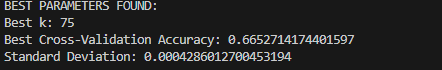 BEST PARAMETERS FOUND:
Best k: 75
Best Cross-Validation Accuracy: 0.6652714174401597
Standard Deviation: 0.0004286012700453194